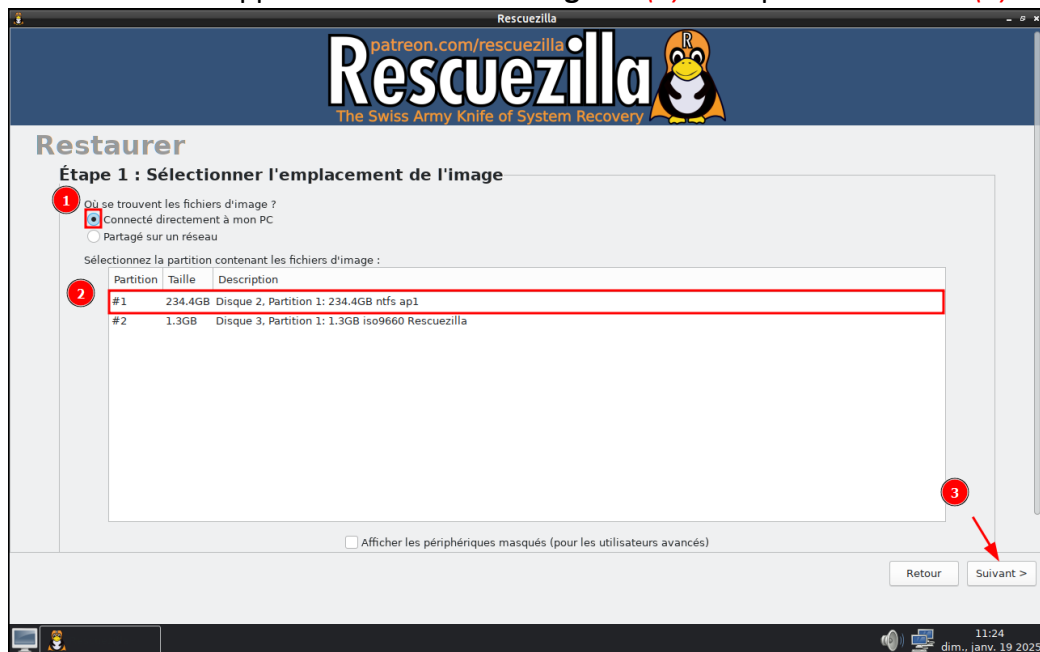 Rescuezilla
patreon.com/rescuezilla
R
Rescuezilla
The Swiss Army Knife of System Recovery
Restaurer
Étape 1 : Sélectionner l'emplacement de l'image
1
Où se trouvent les fichiers d'image ?
Connecté directement à mon PC
Partagé sur un réseau
Sélectionnez la partition contenant les fichiers d'image :
Partition Taille Description
2
#1 234.4GB Disque 2, Partition 1: 234.4GB ntfs ap1
#2 1.3GB Disque 3, Partition 1: 1.3GB iso9660 Rescuezilla
3
Afficher les périphériques masqués (pour les utilisateurs avancés)
Retour Suivant >
11:24
dim., janv. 19 2025